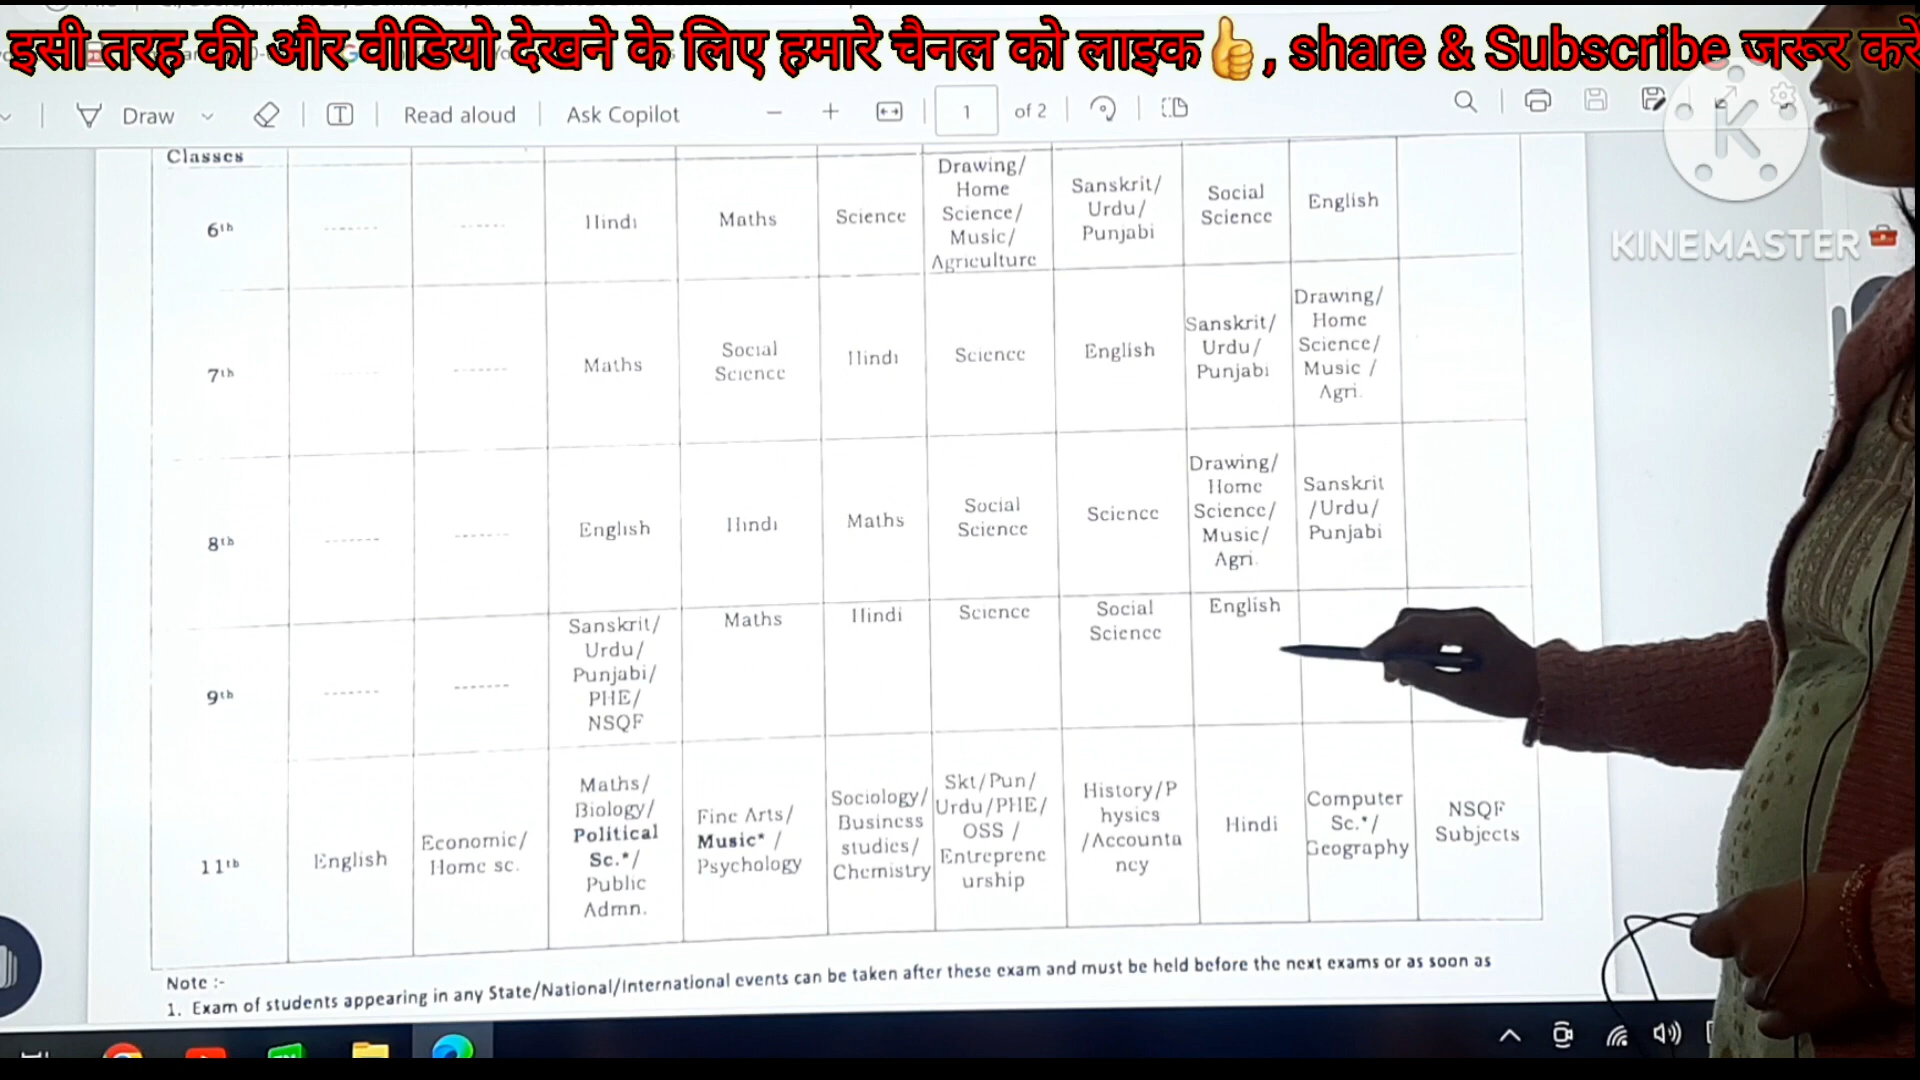 इसी तरह की और वीडियो देखने के लिए हमारे चैनल को लाइक👍, share & Subscribe जरूर करे
Draw
Read aloud
Ask Copilot
1
of 2
KINEMASTER
Classes
6th
-------
------
Hindi
Maths
Science
Drawing/
Home
Science/
Music/
Agriculture
Sanskrit/
Urdu/
Punjabi
Social
Science
English
7th
-------
Maths
Social
Science
Hindi
Science
English
Sanskrit/
Urdu/
Punjabi
Drawing/
Home
Science/
Music /
Agri.
8th
-------
-------
English
Hindi
Maths
Social
Science
Science
Drawing/
Home
Science/
Music/
Agri.
Sanskrit
/Urdu/
Punjabi
9th
-------
-------
Sanskrit/
Urdu/
Punjabi/
PHE/
NSQF
Maths
Hindi
Science
Social
Science
English
11th
English
Economic/
Home sc.
Maths/
Biology/
Political
Sc.*/
Public
Admn.
Fine Arts/
Music* /
Psychology
Sociology/
Business
studies/
Chemistry
Skt/Pun/
Urdu/PHE/
OSS /
Entreprene
urship
History/P
hysics
/Accounta
ncy
Hindi
Computer
Sc.*/
Geography
NSQF
Subjects
Note :-
1. Exam of students appearing in any State/National/International events can be taken after these exam and must be held before the next exams or as soon as